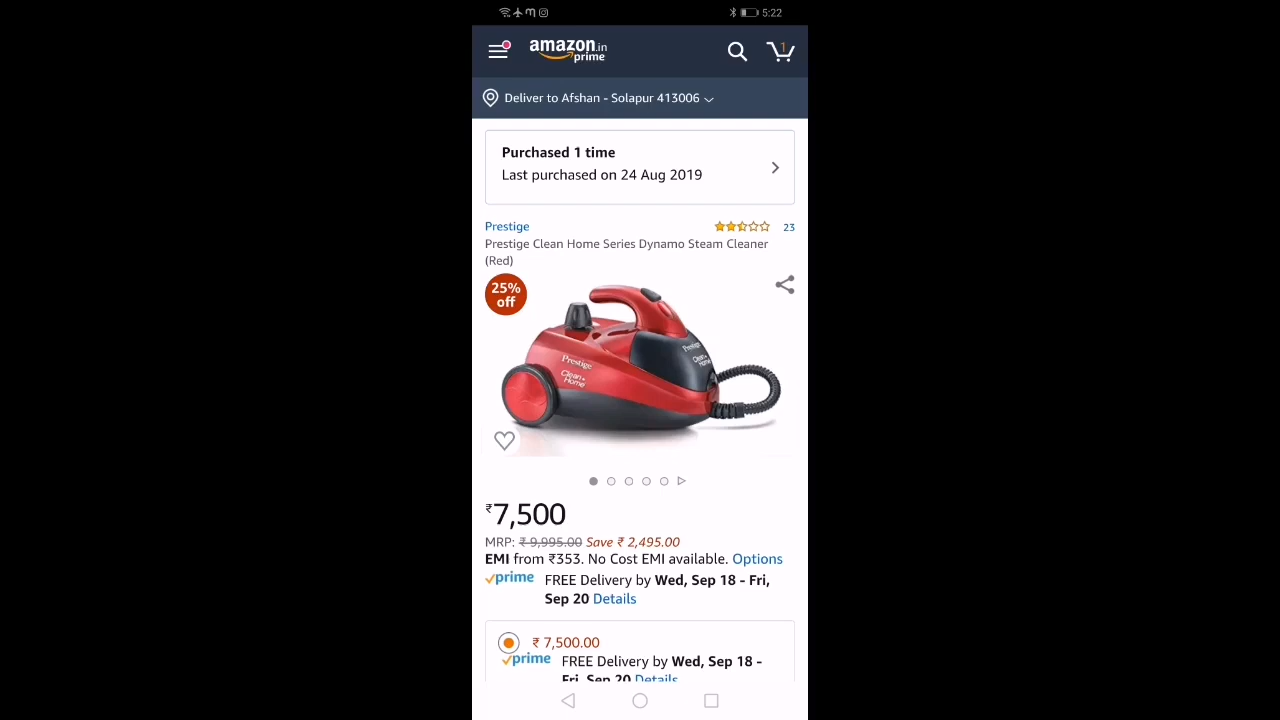 5:22
amazon.in
prime
1
Deliver to Afshan - Solapur 413006
Purchased 1 time
Last purchased on 24 Aug 2019
Prestige
23
Prestige Clean Home Series Dynamo Steam Cleaner
(Red)
25%
off
Prestige
Clean
Home
Prestige
Clean
Home
₹7,500
MRP: ₹ 9,995.00 Save ₹ 2,495.00
EMI from ₹353. No Cost EMI available. Options
prime FREE Delivery by Wed, Sep 18 - Fri,
Sep 20 Details
₹ 7,500.00
prime FREE Delivery by Wed, Sep 18 -
Fri, Sep 20 Details